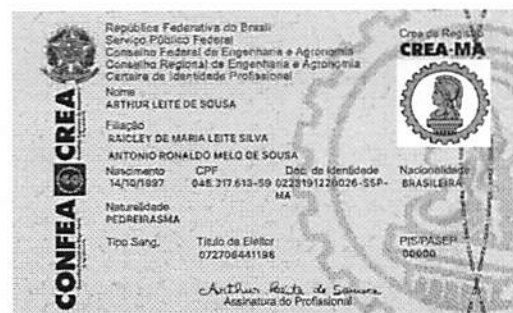 República Federativa do Brasil
Serviço Público Federal
Conselho Federal de Engenharia e Agronomia
Conselho Regional de Engenharia e Agronomia
Carteira de Identidade Profissional
Crea de Registro
CREA-MA
Nome
ARTHUR LEITE DE SOUSA
Filiação
RAICLEY DE MARIA LEITE SILVA
ANTONIO RONALDO MELO DE SOUSA
Nascimento CPF Doc. de Identidade Nacionalidade
14/10/1997 046.317.613-59 0223191220026-SSP- BRASILEIRA
MA
Naturalidade
PEDREIRASMA
Tipo Sang. Título de Eleitor PIS/PASEP
072706441198 00000
Arthur Leite de Sousa
Assinatura do Profissional
CONFEA CREA